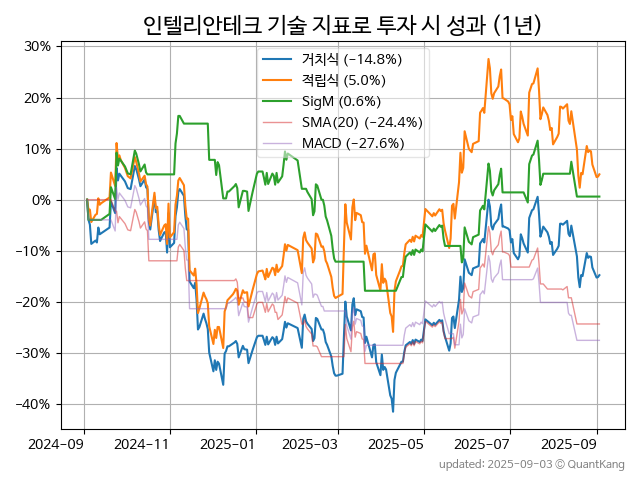 인텔리안테크 기술 지표로 투자 시 성과 (1년)
30%
20%
10%
0%
−10%
−20%
−30%
−40%
거치식 (−14.8%)
적립식 (5.0%)
SigM (0.6%)
SMA(20) (−24.4%)
MACD (−27.6%)
2024-09 2024-11 2025-01 2025-03 2025-05 2025-07 2025-09
updated: 2025-09-03 © QuantKang